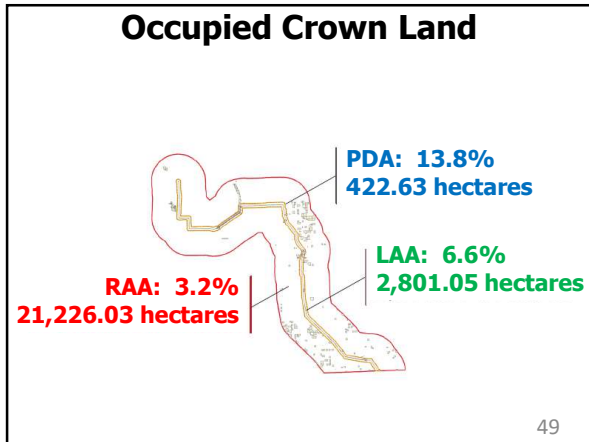 Occupied Crown Land
PDA: 13.8%
422.63 hectares
LAA: 6.6%
2,801.05 hectares
RAA: 3.2%
21,226.03 hectares
49